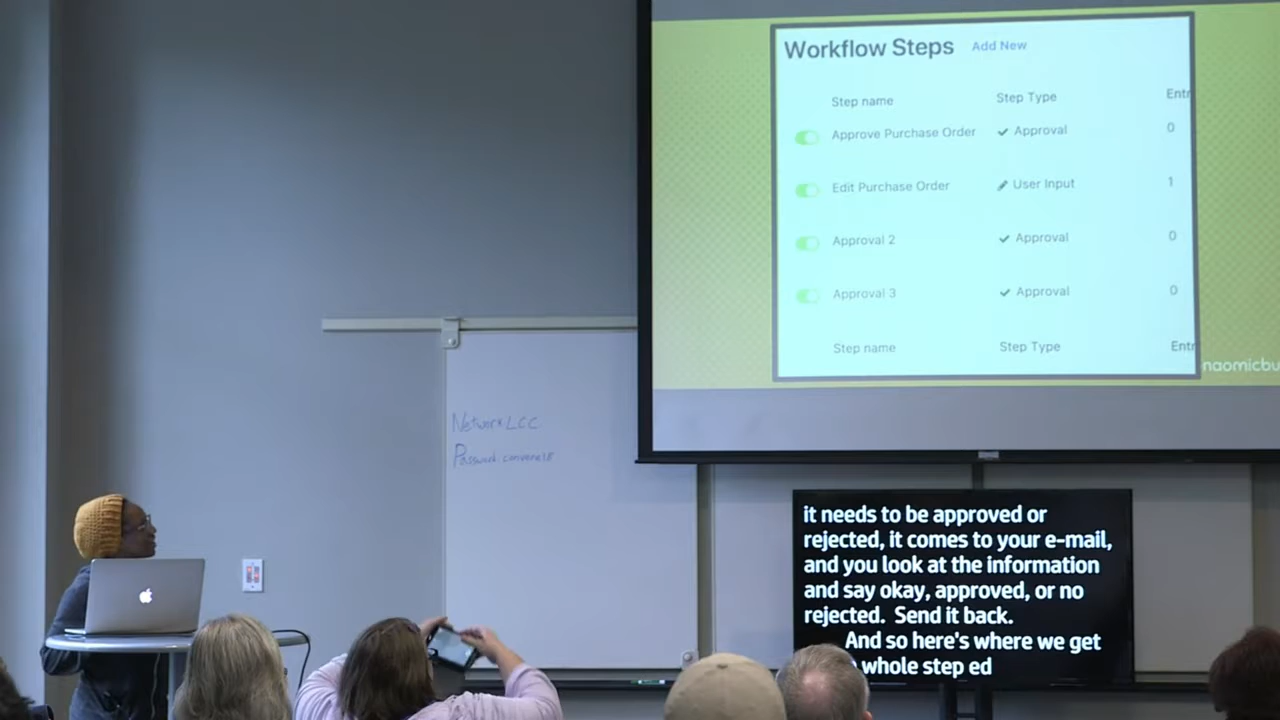 Workflow Steps Add New
Step name Step Type Entr
Approve Purchase Order Approval 0
Edit Purchase Order User Input 1
Approval 2 Approval 0
Approval 3 Approval 0
Step name Step Type Entr
naomicbu
Network LCC
Password:
it needs to be approved or
rejected, it comes to your e-mail,
and you look at the information
and say okay, approved, or no
rejected. Send it back.
And so here's where we get
whole step ed